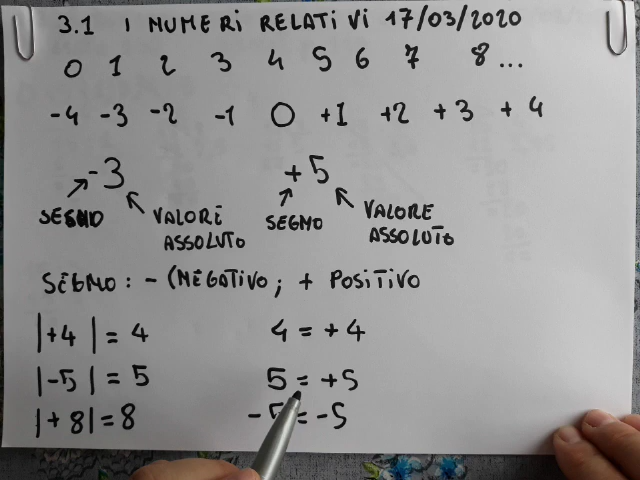 3.1 I NUMERI RELATIVI 17/03/2020
0 1 2 3 4 5 6 7 8...
-4 -3 -2 -1 0 +1 +2 +3 +4
-3 +5
SEGNO VALORE ASSOLUTO SEGNO VALORE ASSOLUTO
SEGNO: - (NEGATIVO; + POSITIVO
|+4| = 4 4 = +4
|-5| = 5 5 = +5
|+8| = 8 -5 = -5